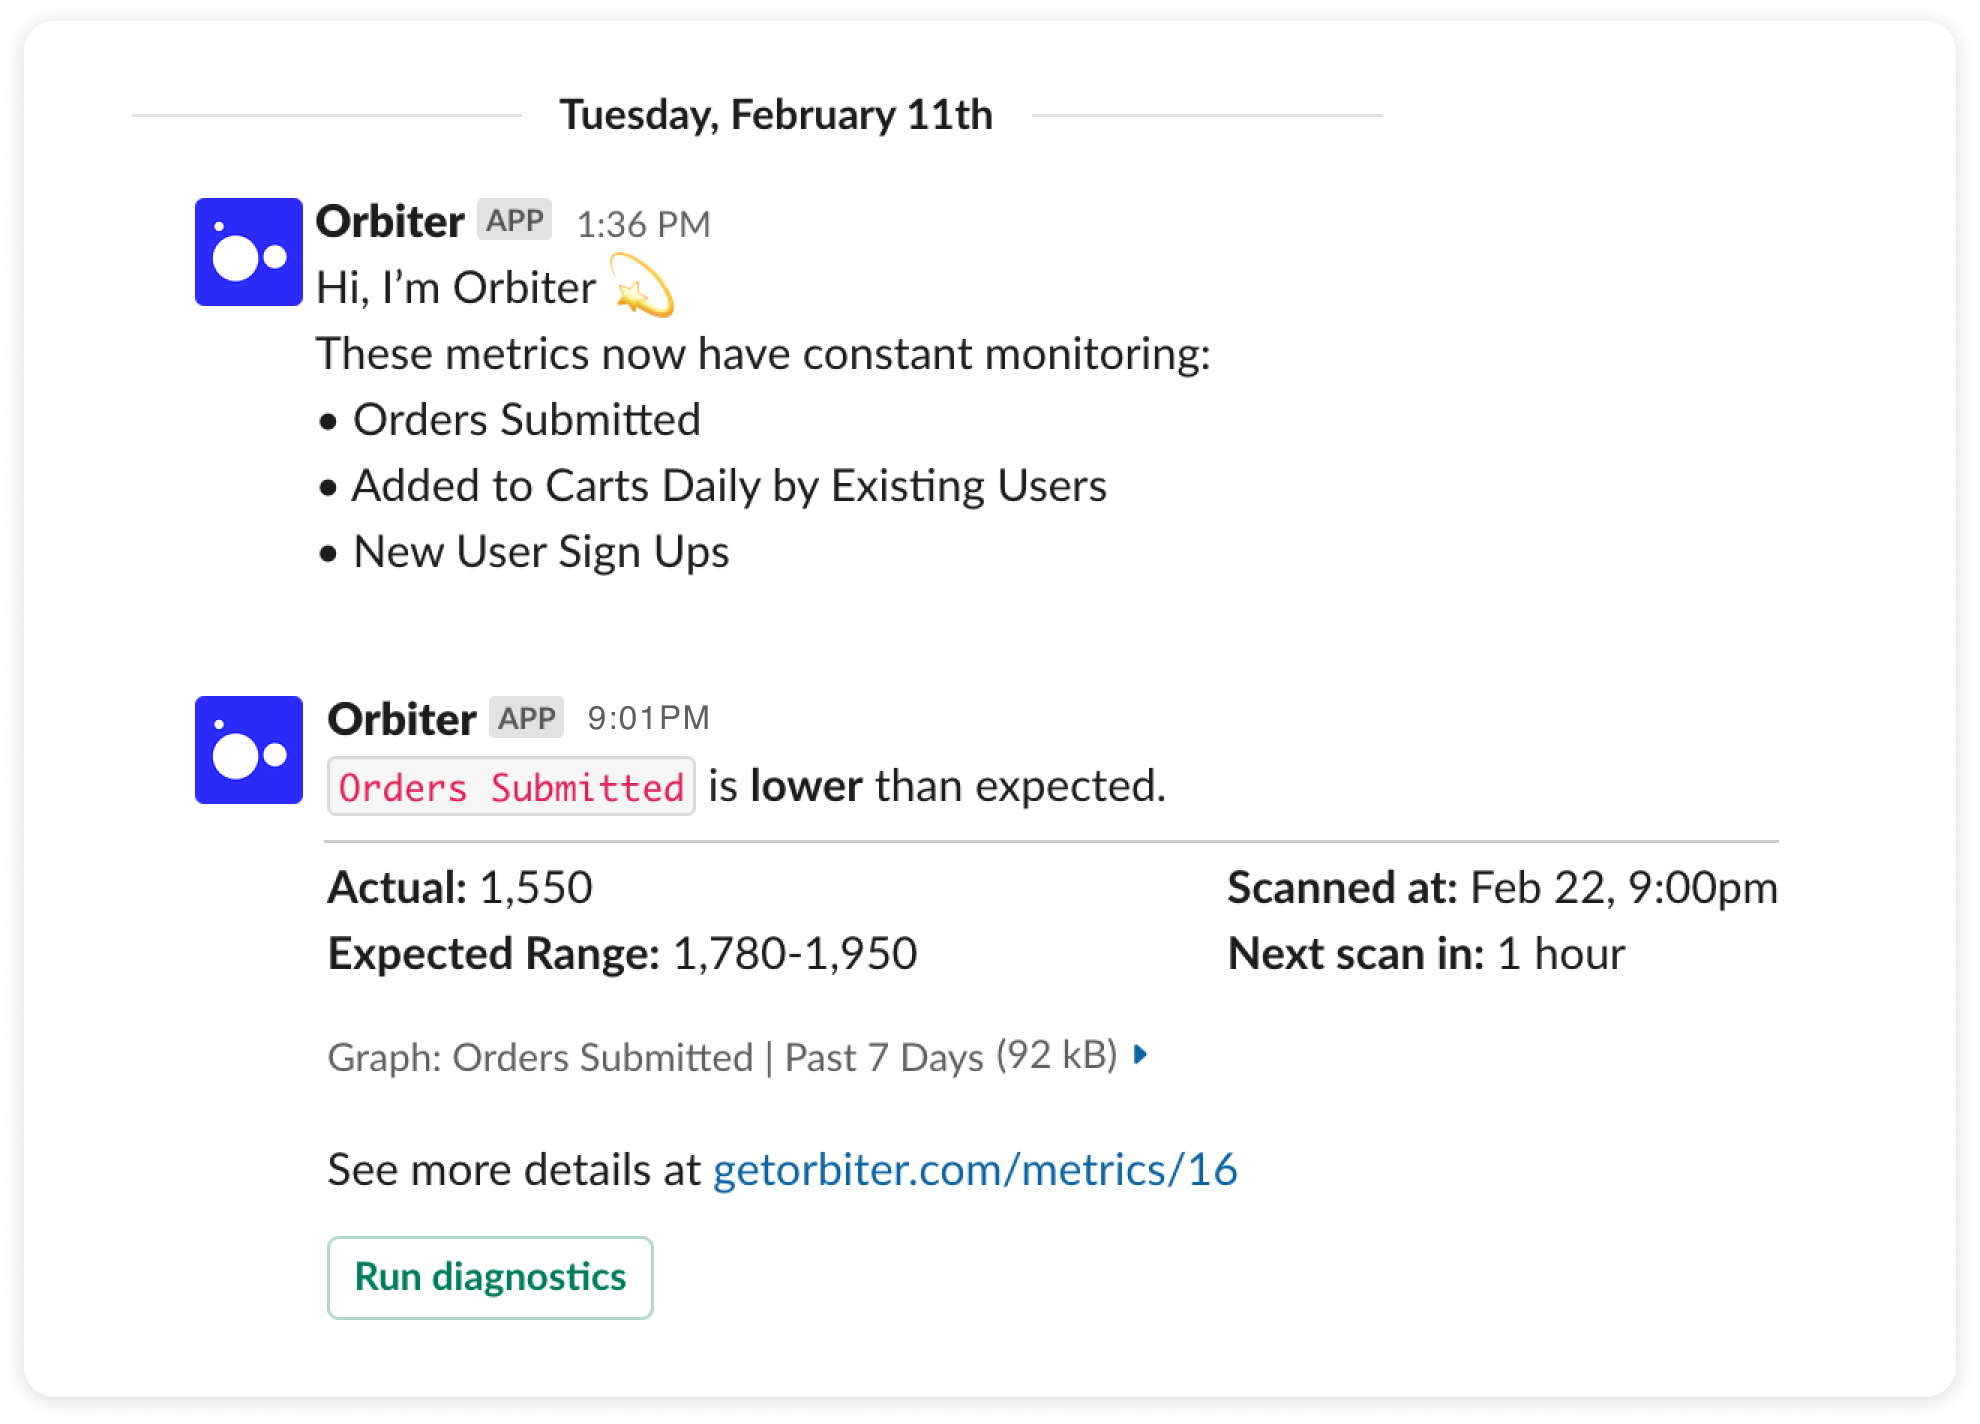 Tuesday, February 11th
Orbiter APP 1:36 PM
Hi, I’m Orbiter 💫
These metrics now have constant monitoring:
• Orders Submitted
• Added to Carts Daily by Existing Users
• New User Sign Ups
Orbiter APP 9:01PM
Orders Submitted is lower than expected.
Actual: 1,550
Scanned at: Feb 22, 9:00pm
Expected Range: 1,780-1,950
Next scan in: 1 hour
Graph: Orders Submitted | Past 7 Days (92 kB)
See more details at getorbiter.com/metrics/16
Run diagnostics